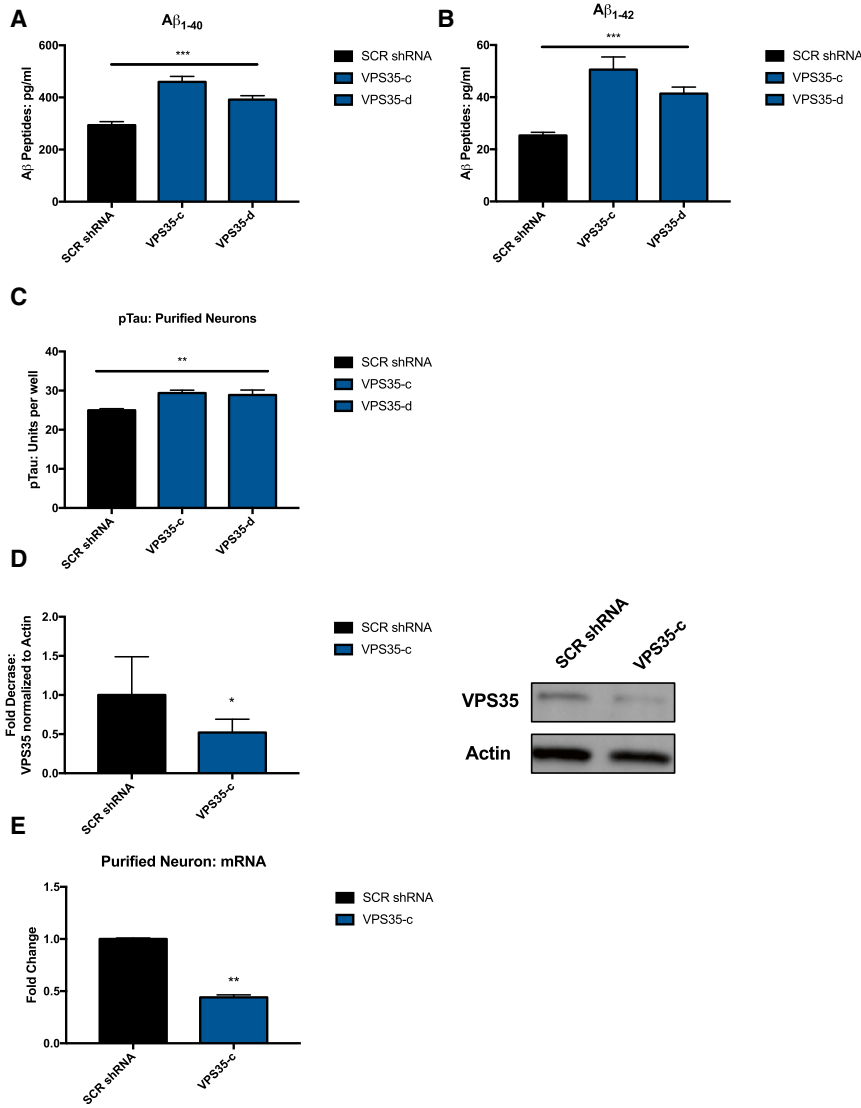 A
Aβ1-40
Aβ Peptides: pg/ml
600
400
200
0
***
SCR shRNA
VPS35-c
VPS35-d
SCR shRNA
VPS35-c
VPS35-d
B
Aβ1-42
Aβ Peptides: pg/ml
60
40
20
0
***
SCR shRNA
VPS35-c
VPS35-d
SCR shRNA
VPS35-c
VPS35-d
C
pTau: Purified Neurons
pTau: Units per well
40
30
20
10
0
**
SCR shRNA
VPS35-c
VPS35-d
SCR shRNA
VPS35-c
VPS35-d
D
Fold Decrase:
VPS35 normalized to Actin
2.0
1.5
1.0
0.5
0.0
*
SCR shRNA
VPS35-c
SCR shRNA
VPS35-c
SCR shRNA
VPS35-c
VPS35
Actin
E
Purified Neuron: mRNA
Fold Change
1.5
1.0
0.5
0.0
**
SCR shRNA
VPS35-c
SCR shRNA
VPS35-c